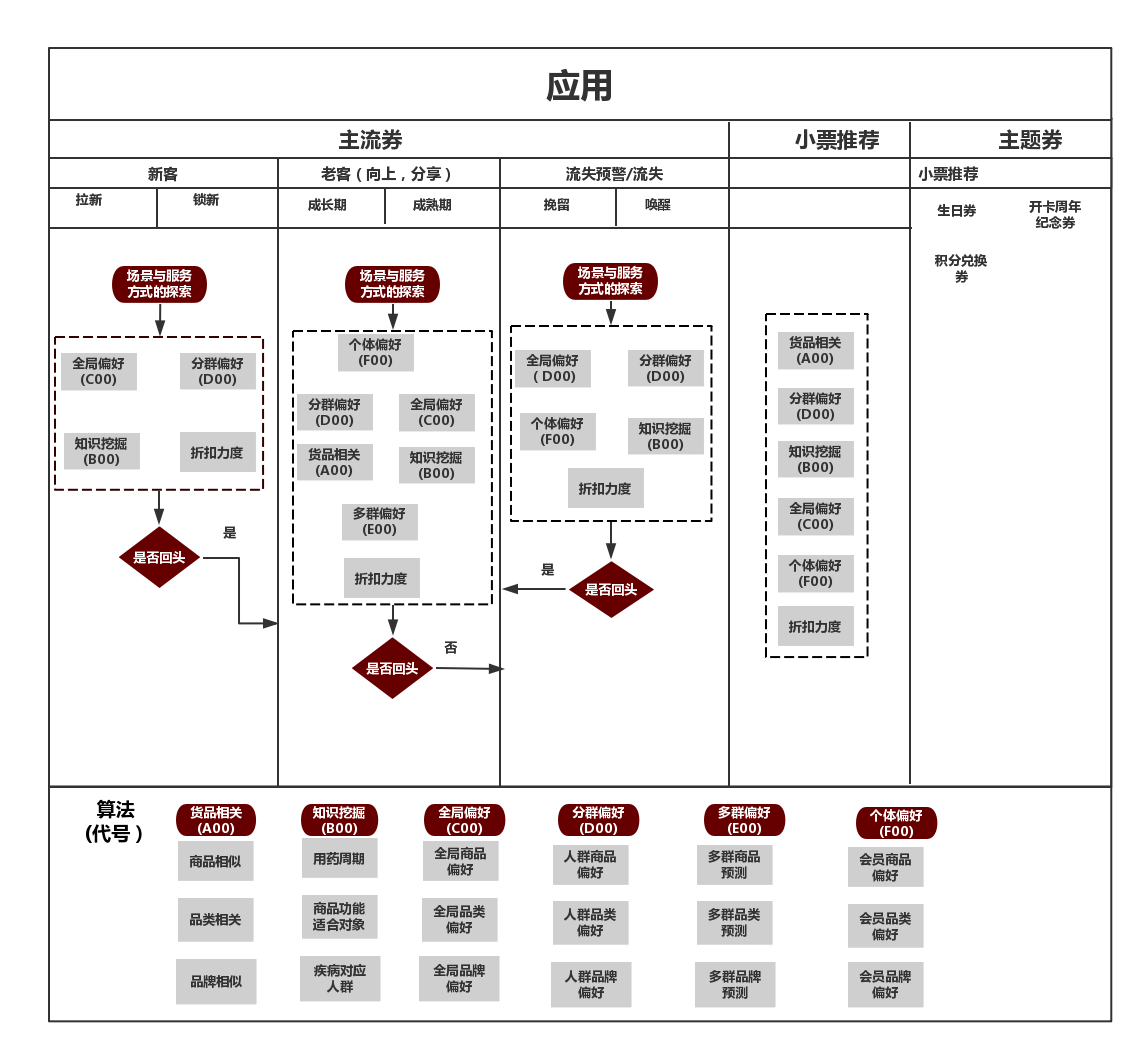 应用
主流券
小票推荐
主题券
新客
老客（向上，分享）
流失预警/流失
小票推荐
拉新
锁新
成长期
成熟期
挽留
唤醒
生日券
开卡周年
纪念券
积分兑换
券
场景与服务
方式的探索
全局偏好
(C00)
分群偏好
(D00)
知识挖掘
(B00)
折扣力度
是否回头
是
场景与服务
方式的探索
个体偏好
(F00)
分群偏好
(D00)
全局偏好
(C00)
货品相关
(A00)
知识挖掘
(B00)
多群偏好
(E00)
折扣力度
是否回头
否
场景与服务
方式的探索
全局偏好
（D00)
分群偏好
(D00)
个体偏好
(F00)
知识挖掘
(B00)
折扣力度
是否回头
是
货品相关
(A00)
分群偏好
(D00)
知识挖掘
(B00)
全局偏好
(C00)
个体偏好
(F00)
折扣力度
算法
(代号）
货品相关
(A00)
知识挖掘
(B00)
全局偏好
(C00)
分群偏好
(D00)
多群偏好
(E00)
个体偏好
(F00)
商品相似
用药周期
全局商品
偏好
人群商品
偏好
多群商品
预测
会员商品
偏好
品类相关
商品功能
适合对象
全局品类
偏好
人群品类
偏好
多群品类
预测
会员品类
偏好
品牌相似
疾病对应
人群
全局品牌
偏好
人群品牌
偏好
多群品牌
预测
会员品牌
偏好